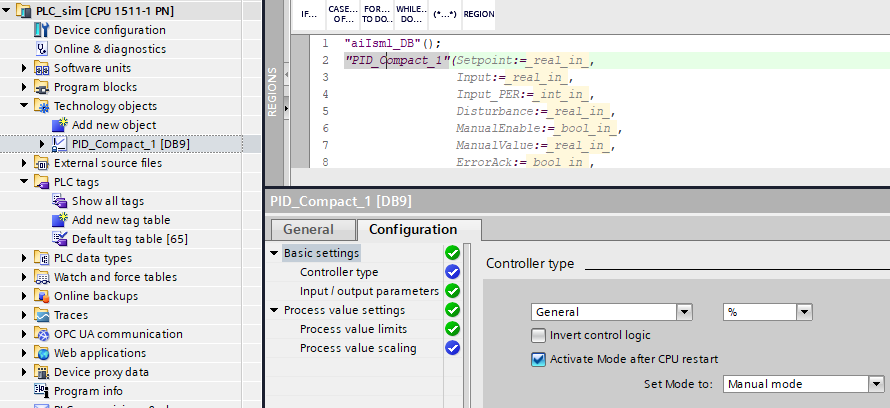 PLC_sim [CPU 1511-1 PN]
Device configuration
Online & diagnostics
Software units
Program blocks
Technology objects
Add new object
PID_Compact_1 [DB9]
External source files
PLC tags
Show all tags
Add new tag table
Default tag table [65]
PLC data types
Watch and force tables
Online backups
Traces
OPC UA communication
Web applications
Device proxy data
Program info
IF...
CASE... OF...
FOR... TO DO...
WHILE... DO...
(*...*)
REGION
REGIONS
1 "aiIsml_DB"();
2 "PID_Compact_1"(Setpoint:=_real_in_,
3 Input:=_real_in_,
4 Input_PER:=_int_in_,
5 Disturbance:=_real_in_,
6 ManualEnable:=_bool_in_,
7 ManualValue:=_real_in_,
8 ErrorAck:=_bool_in_,
PID_Compact_1 [DB9]
General
Configuration
Basic settings
Controller type
Input / output parameters
Process value settings
Process value limits
Process value scaling
Controller type
General
%
Invert control logic
Activate Mode after CPU restart
Set Mode to: Manual mode